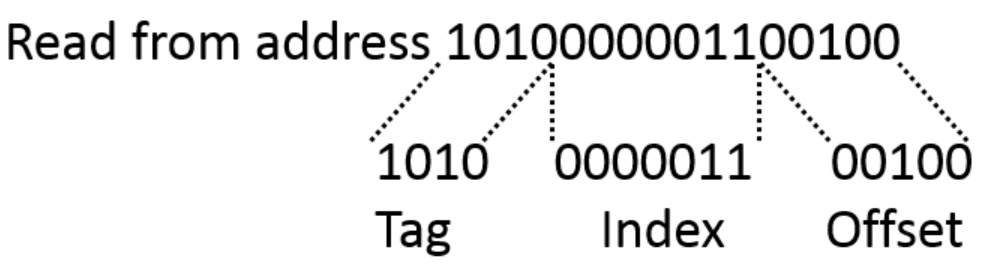 Read from address 1010000001100100
1010 0000011 00100
Tag Index Offset